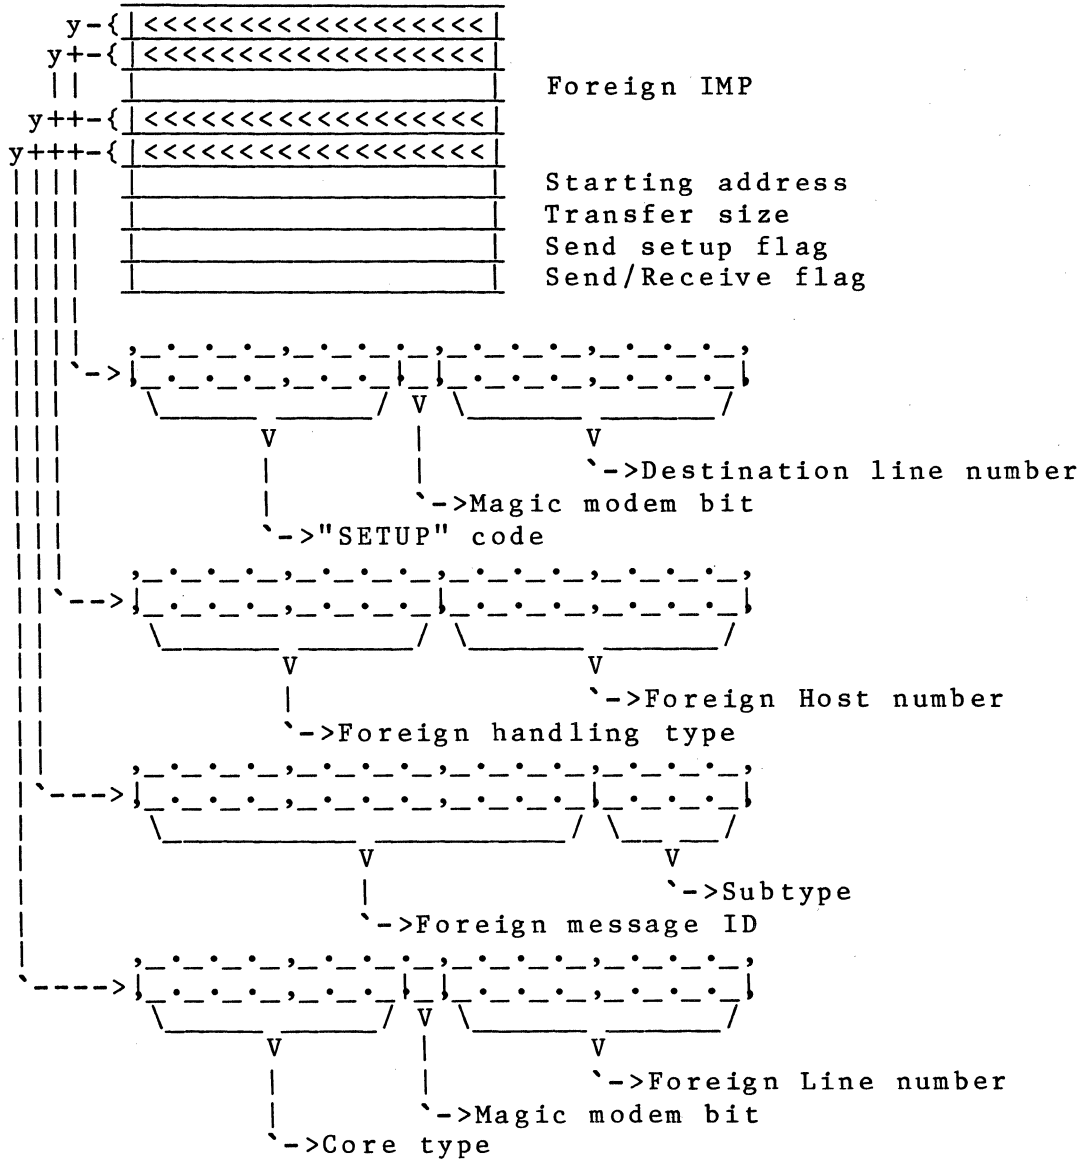 y-{|<<<<<<<<<<<<<<<<<<|
y+-{|<<<<<<<<<<<<<<<<<<|
Foreign IMP
y++-{|<<<<<<<<<<<<<<<<<<|
y+++-{|<<<<<<<<<<<<<<<<<<|
Starting address
Transfer size
Send setup flag
Send/Receive flag
V
V V
`->Destination line number
`->Magic modem bit
`->"SETUP" code
V V
`->Foreign Host number
`->Foreign handling type
V V
`->Subtype
`->Foreign message ID
V
V V
`->Foreign Line number
`->Magic modem bit
`->Core type